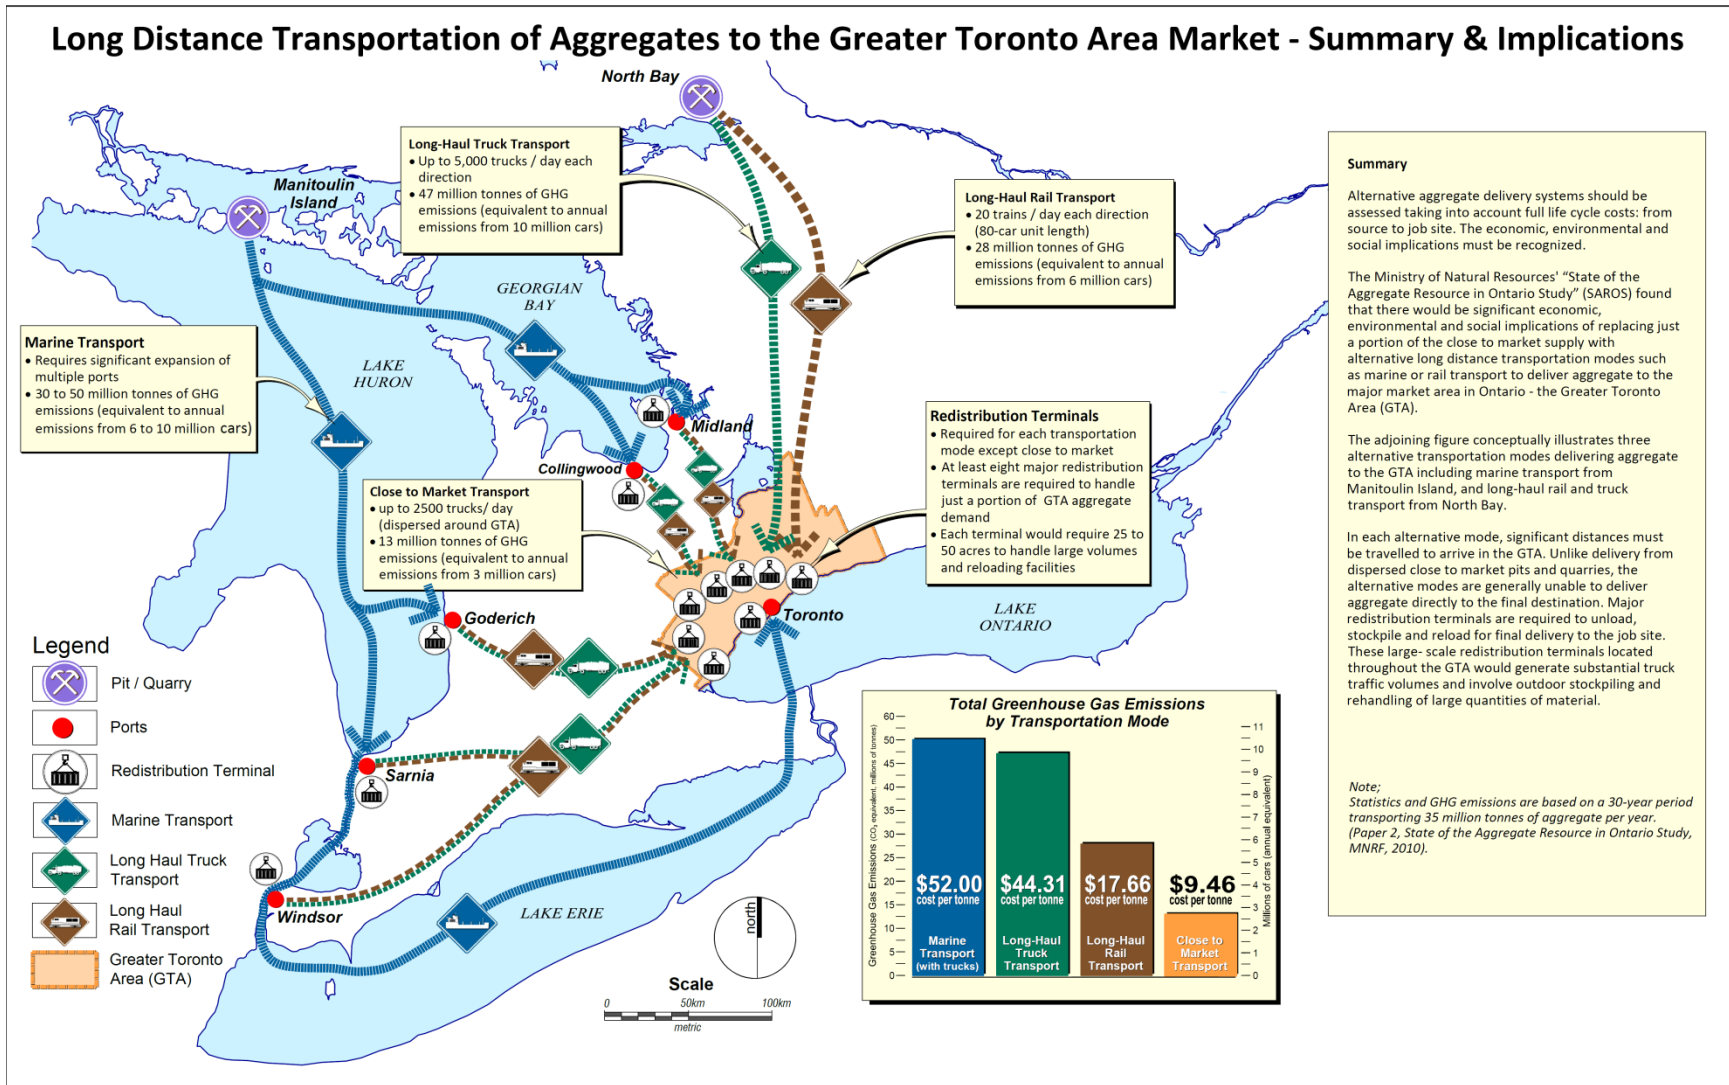 Long Distance Transportation of Aggregates to the Greater Toronto Area Market - Summary & Implications
North Bay
Manitoulin
Island
Long-Haul Truck Transport
• Up to 5,000 trucks / day each
direction
• 47 million tonnes of GHG
emissions (equivalent to annual
emissions from 10 million cars)
Long-Haul Rail Transport
• 20 trains / day each direction
(80-car unit length)
• 28 million tonnes of GHG
emissions (equivalent to annual
emissions from 6 million cars)
GEORGIAN
BAY
LAKE
HURON
Marine Transport
• Requires significant expansion of
multiple ports
• 30 to 50 million tonnes of GHG
emissions (equivalent to annual
emissions from 6 to 10 million cars)
Midland
Collingwood
Redistribution Terminals
• Required for each transportation
mode except close to market
• At least eight major redistribution
terminals are required to handle
just a portion of GTA aggregate
demand
• Each terminal would require 25 to
50 acres to handle large volumes
and reloading facilities
Close to Market Transport
• up to 2500 trucks/ day
(dispersed around GTA)
• 13 million tonnes of GHG
emissions (equivalent to annual
emissions from 3 million cars)
Goderich
Toronto
LAKE
ONTARIO
Sarnia
Windsor
LAKE ERIE
Legend
Pit / Quarry
Ports
Redistribution Terminal
Marine Transport
Long Haul Truck
Transport
Long Haul
Rail Transport
Greater Toronto
Area (GTA)
north
Scale
0 50km 100km
metric
Total Greenhouse Gas Emissions
by Transportation Mode
Greenhouse Gas Emissions (CO₂ equivalent, millions of tonnes)
60
50
45
40
35
30
25
20
15
10
5
0
$52.00
cost per tonne
Marine
Transport
(with trucks)
$44.31
cost per tonne
Long-Haul
Truck
Transport
$17.66
cost per tonne
Long-Haul
Rail
Transport
$9.46
cost per tonne
Close to
Market
Transport
11
10
9
8
7
6
5
4
3
2
1
0
Millions of cars (annual equivalent)
Summary
Alternative aggregate delivery systems should be
assessed taking into account full life cycle costs: from
source to job site. The economic, environmental and
social implications must be recognized.
The Ministry of Natural Resources' “State of the
Aggregate Resource in Ontario Study” (SAROS) found
that there would be significant economic,
environmental and social implications of replacing just
a portion of the close to market supply with
alternative long distance transportation modes such
as marine or rail transport to deliver aggregate to the
major market area in Ontario - the Greater Toronto
Area (GTA).
The adjoining figure conceptually illustrates three
alternative transportation modes delivering aggregate
to the GTA including marine transport from
Manitoulin Island, and long-haul rail and truck
transport from North Bay.
In each alternative mode, significant distances must
be travelled to arrive in the GTA. Unlike delivery from
dispersed close to market pits and quarries, the
alternative modes are generally unable to deliver
aggregate directly to the final destination. Major
redistribution terminals are required to unload,
stockpile and reload for final delivery to the job site.
These large- scale redistribution terminals located
throughout the GTA would generate substantial truck
traffic volumes and involve outdoor stockpiling and
rehandling of large quantities of material.
Note;
Statistics and GHG emissions are based on a 30-year period
transporting 35 million tonnes of aggregate per year.
(Paper 2, State of the Aggregate Resource in Ontario Study,
MNRF, 2010).